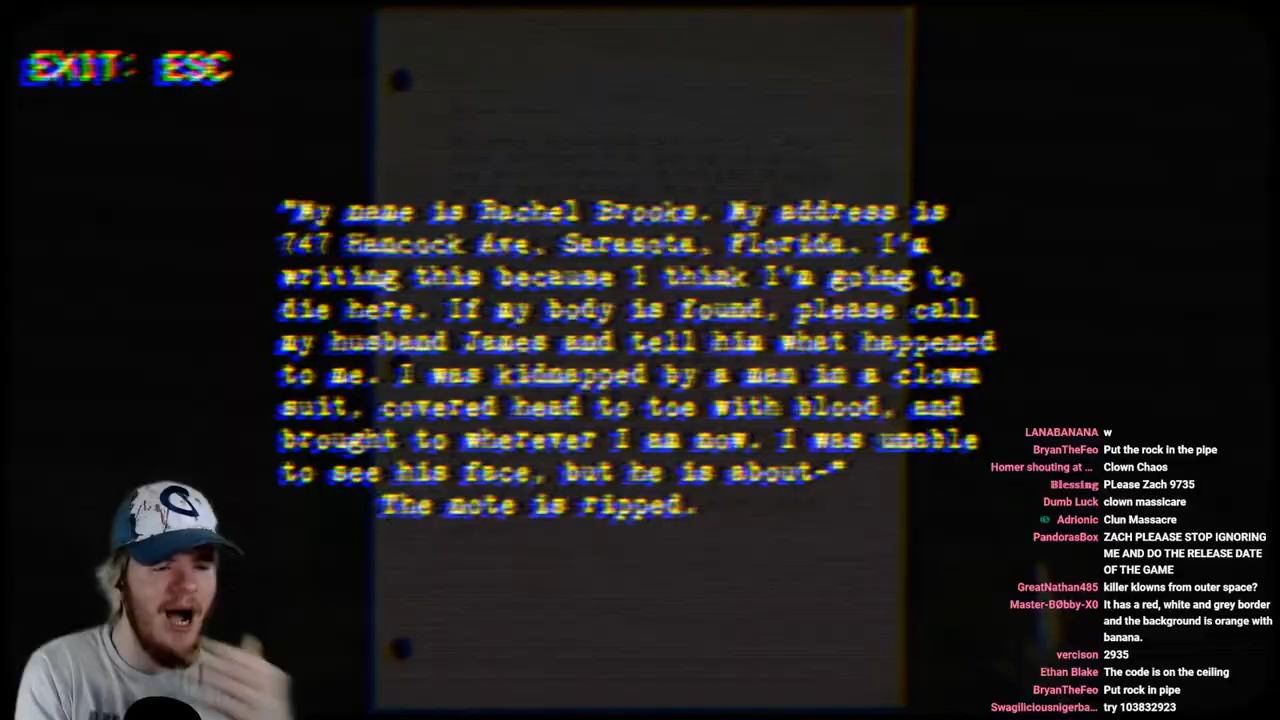 EXIT: ESC
"My name is Rachel Brooks. My address is
747 Hancock Ave, Sarasota, Florida. I'm
writing this because I think I'm going to
die here. If my body is found, please call
my husband James and tell him what happened
to me. I was kidnapped by a man in a clown
suit, covered head to toe with blood, and
brought to wherever I am now. I was unable
to see his face, but he is about-"
The note is ripped.
LANABANANA w
BryanTheFeo Put the rock in the pipe
Homer shouting at ... Clown Chaos
Blessing PLease Zach 9735
Dumb Luck clown massicare
Adrionic Clun Massacre
PandorasBox ZACH PLEAASE STOP IGNORING
ME AND DO THE RELEASE DATE
OF THE GAME
GreatNathan485 killer klowns from outer space?
Master-BØbby-X0 It has a red, white and grey border
and the background is orange with
banana.
vercison 2935
Ethan Blake The code is on the ceiling
BryanTheFeo Put rock in pipe
Swagiliciousnigerba... try 103832923